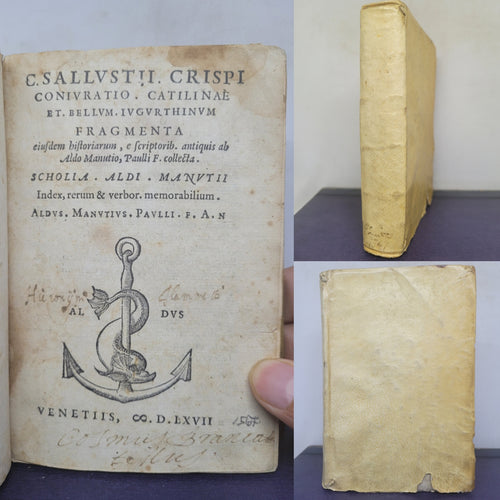 C. SALLVSTII. CRISPI
CONIVRATIO. CATILINAE
ET. BELLVM. IVGVRTHINVM
FRAGMENTA
eiusdem historiarum, e scriptorib. antiquis ab
Aldo Manutio, Paulli F. collecta.
SCHOLIA. ALDI. MANVTII
Index, rerum & verbor. memorabilium.
ALDVS. MANVTIVS. PAVLLI. F. A. N
AL DVS
VENETIIS, ↀ. D. LXVII